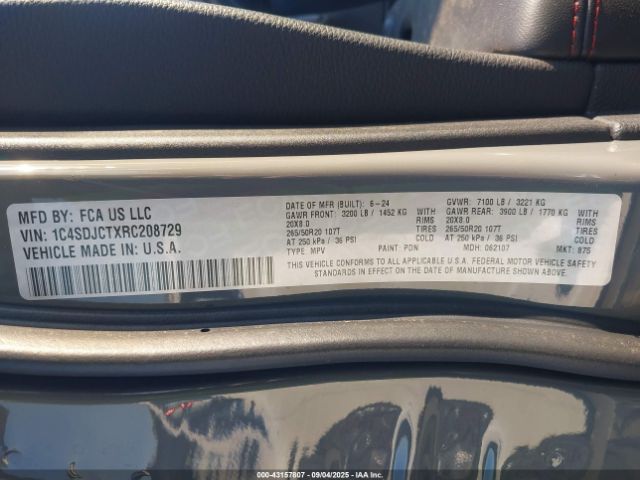 MFD BY: FCA US LLC
VIN: 1C4SDJCTXRC208729
VEHICLE MADE IN U.S.A.
DATE OF MFR (BUILT): 6-24
GAWR FRONT: 3200 LB / 1452 KG WITH
20X8.0 RIMS
265/50R20 107T TIRES
AT 250 kPa / 36 PSI
TYPE: MPV PAINT: PDN
GVWR: 7100 LB / 3221 KG
GAWR REAR: 3900 LB / 1770 KG WITH
20X8.0 RIMS
265/50R20 107T TIRES
AT 250 kPa / 36 PSI
MDH: 062107 MKT: 875
THIS VEHICLE CONFORMS TO ALL APPLICABLE U.S.A. FEDERAL MOTOR VEHICLE SAFETY
STANDARDS IN EFFECT ON THE DATE OF MANUFACTURE SHOWN ABOVE.
000-43157807 - 09/04/2025 - IAAI.COM